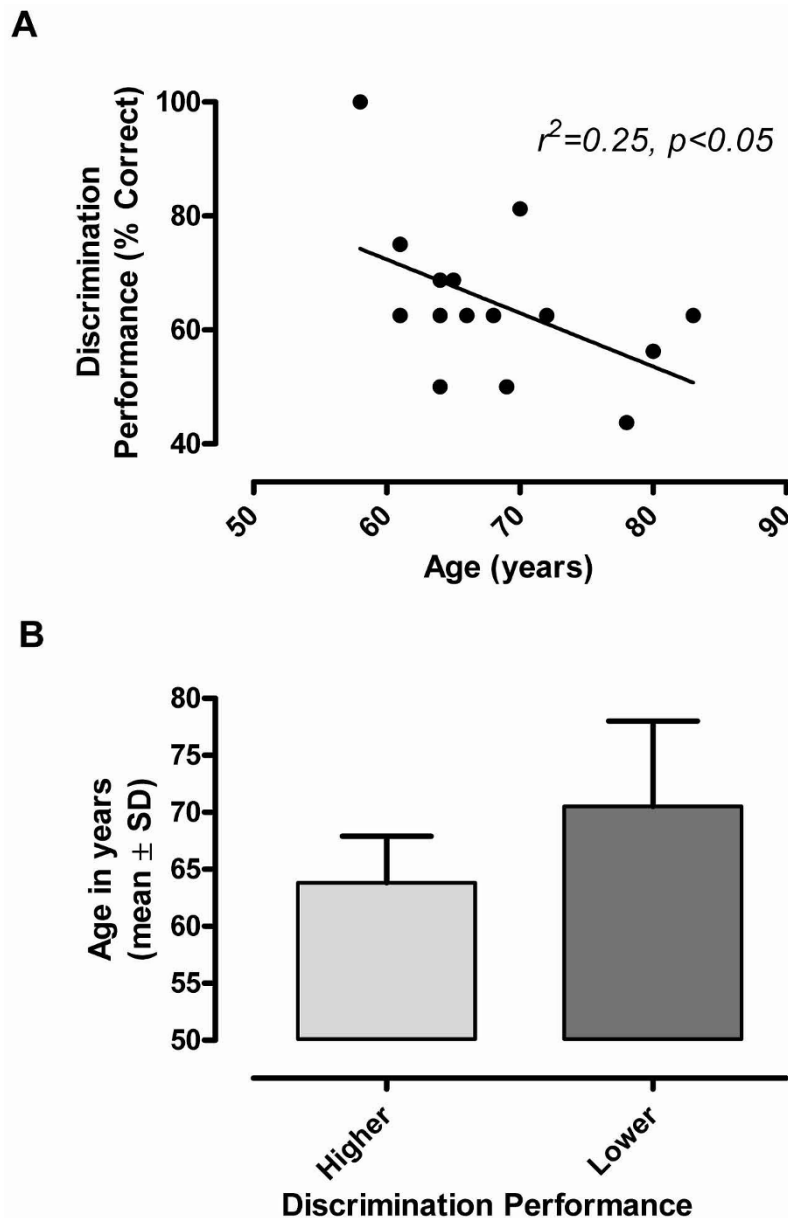 A
Discrimination
Performance (% Correct)
100
80
60
40
r²=0.25, p<0.05
50
60
70
80
90
Age (years)
B
Age in years
(mean ± SD)
80
75
70
65
60
55
50
Higher
Lower
Discrimination Performance